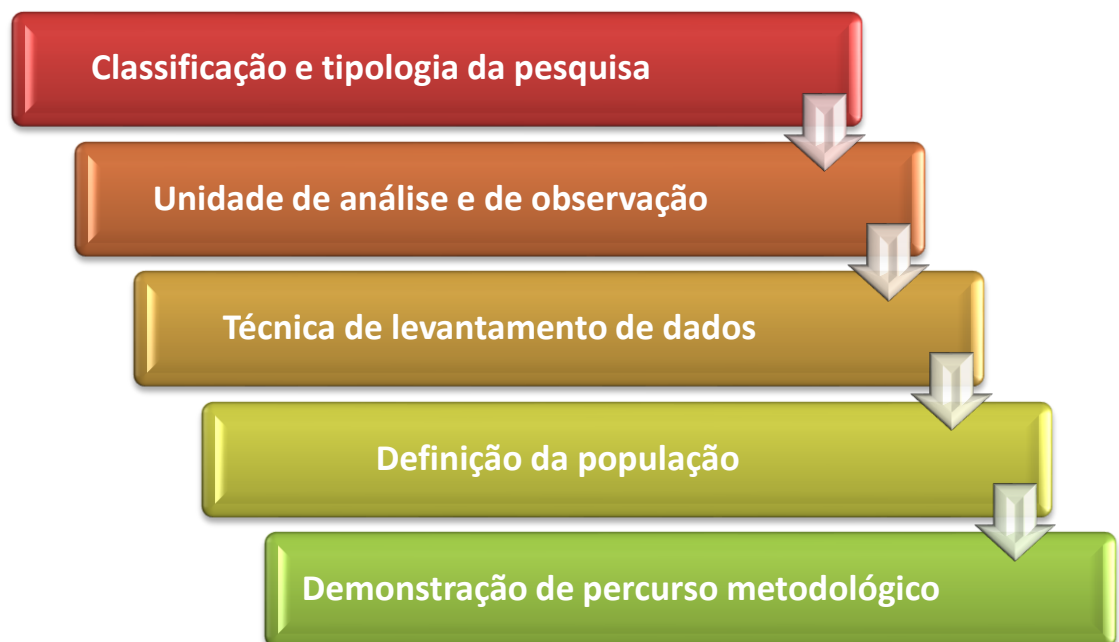 Classificação e tipologia da pesquisa
Unidade de análise e de observação
Técnica de levantamento de dados
Definição da população
Demonstração de percurso metodológico